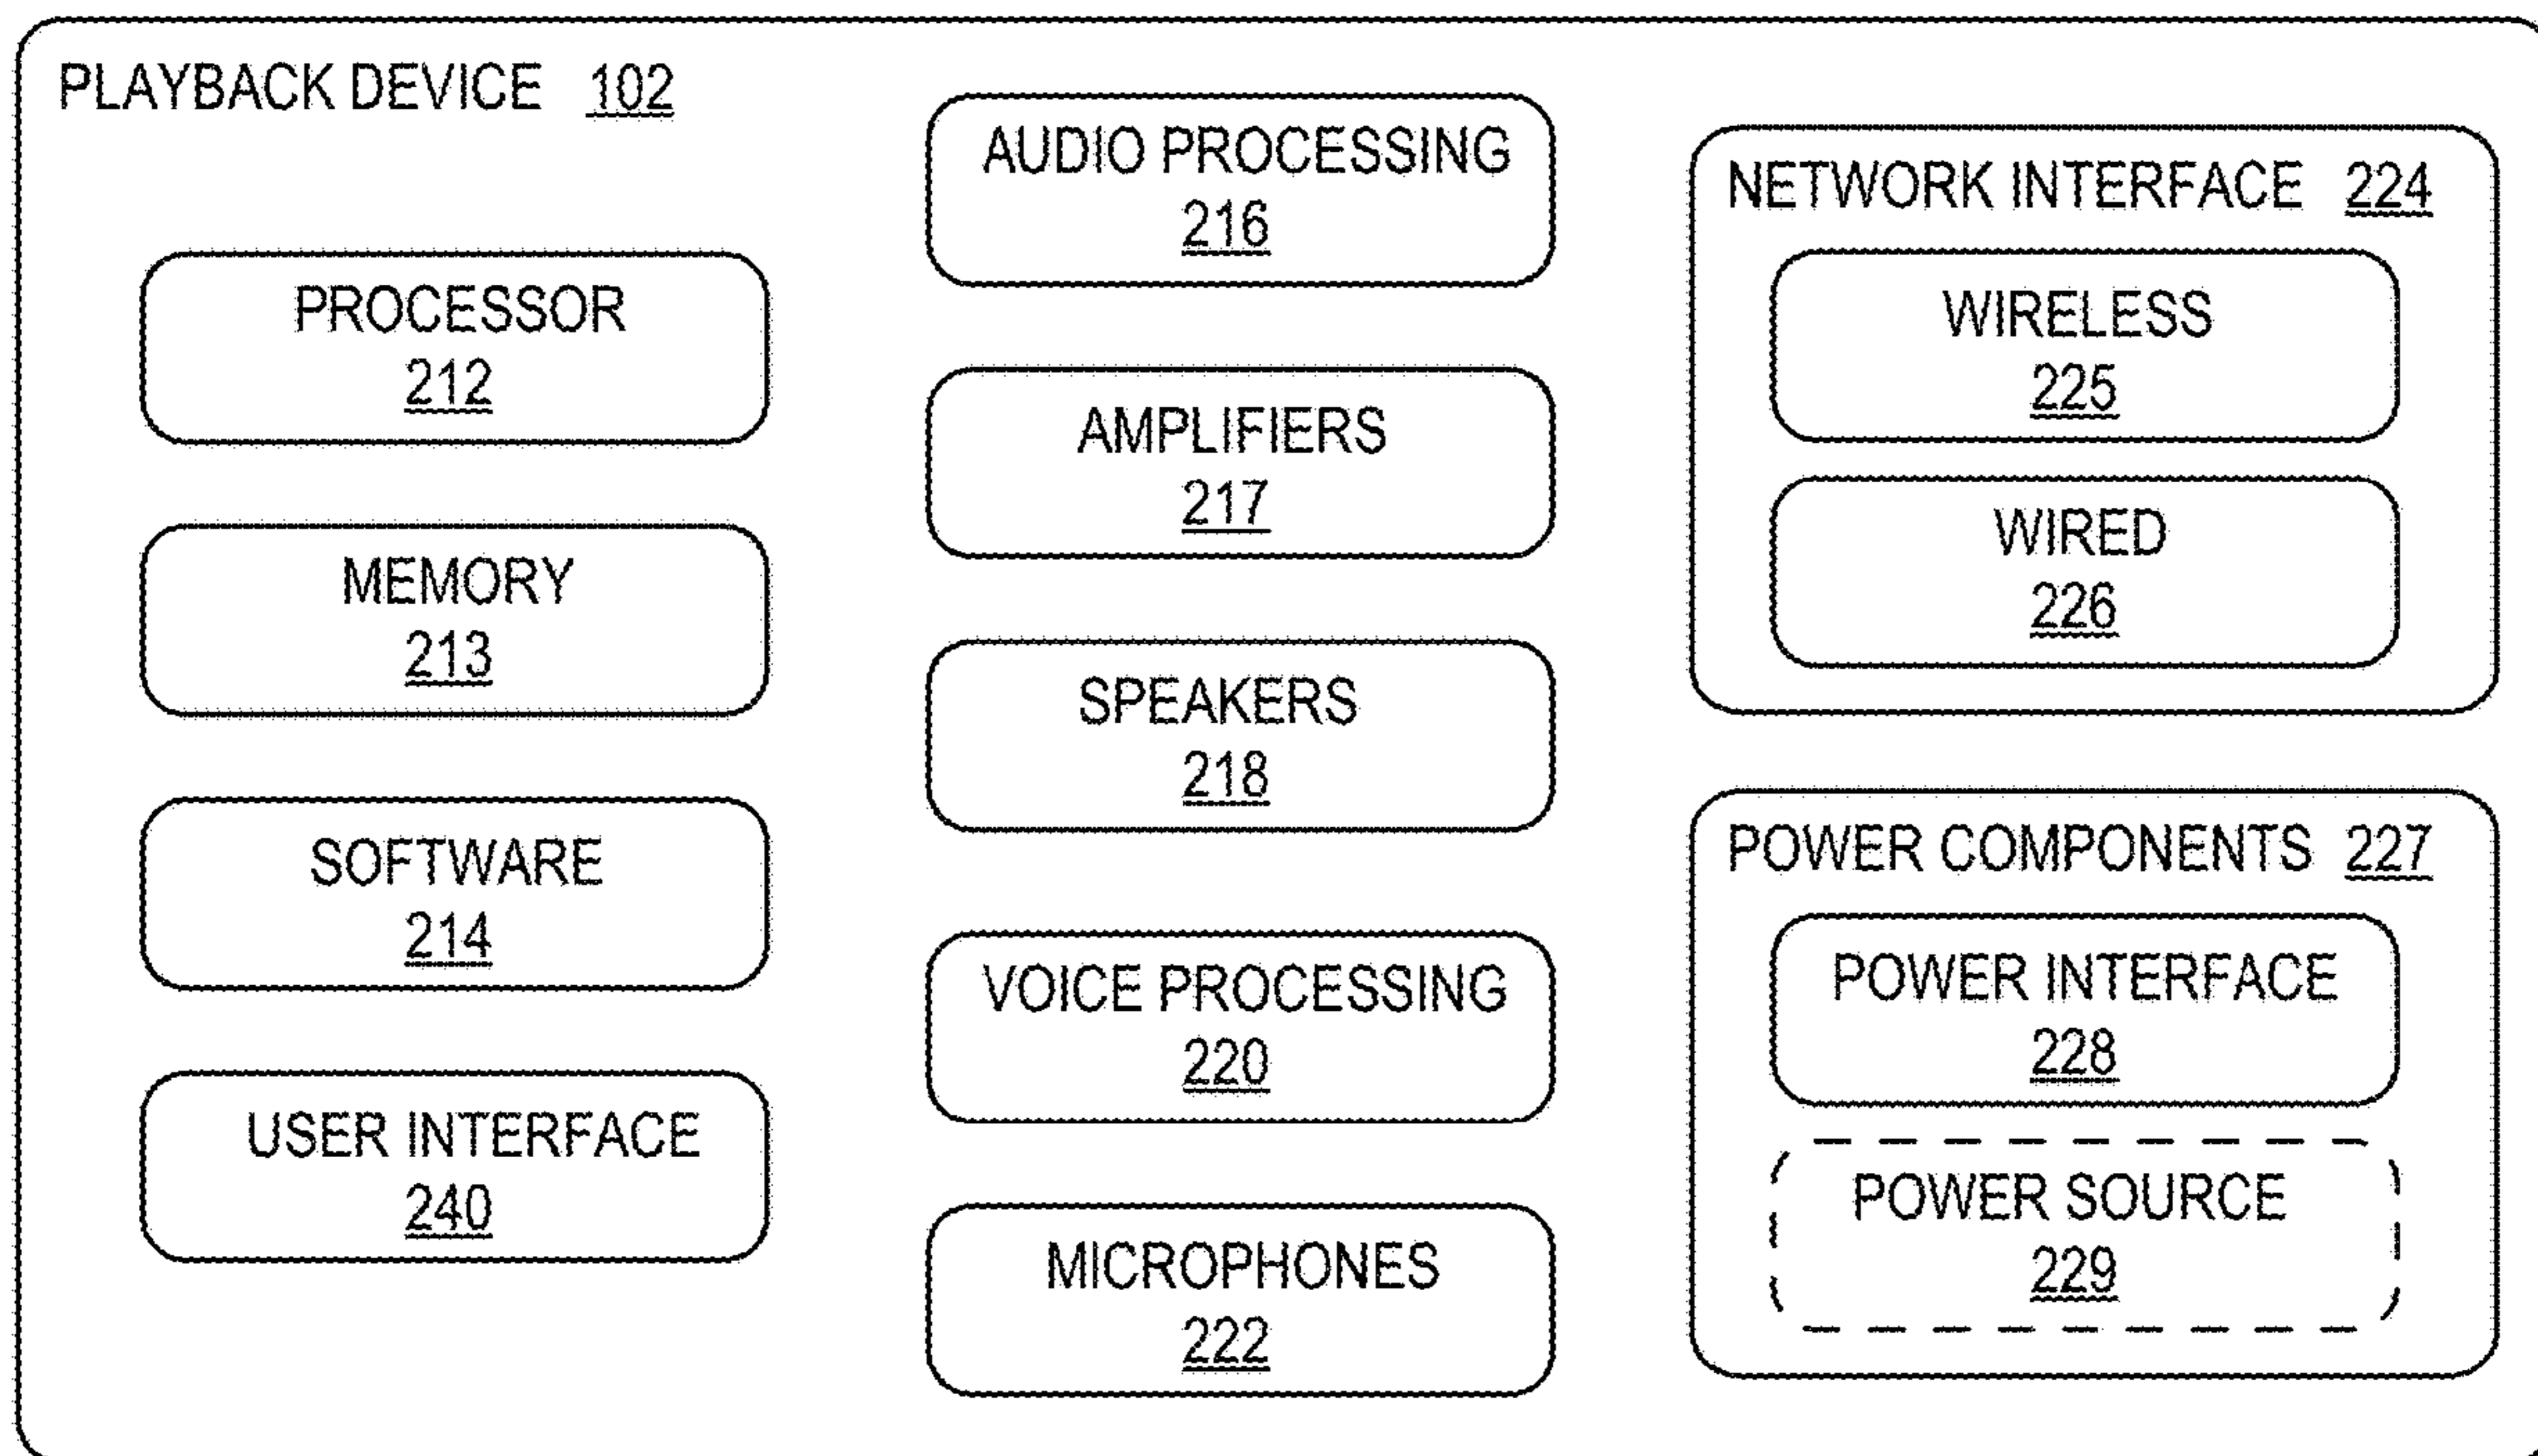 PLAYBACK DEVICE 102
PROCESSOR
212
MEMORY
213
SOFTWARE
214
USER INTERFACE
240
AUDIO PROCESSING
216
AMPLIFIERS
217
SPEAKERS
218
VOICE PROCESSING
220
MICROPHONES
222
NETWORK INTERFACE 224
WIRELESS
225
WIRED
226
POWER COMPONENTS 227
POWER INTERFACE
228
POWER SOURCE
229